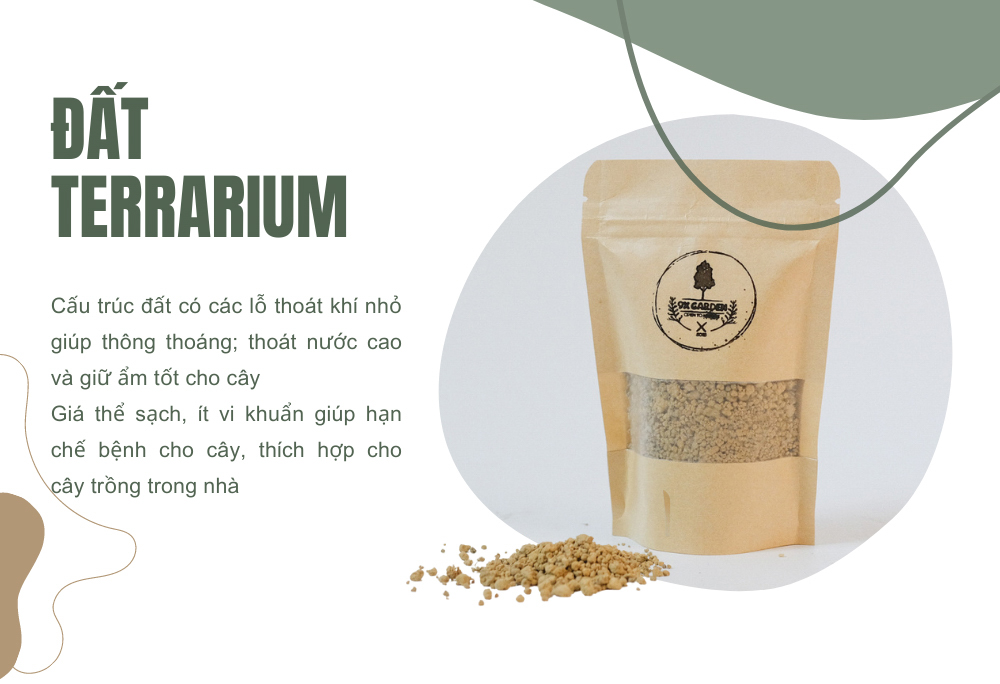 ĐẤT
TERRARIUM
Cấu trúc đất có các lỗ thoát khí nhỏ
giúp thông thoáng; thoát nước cao
và giữ ẩm tốt cho cây
Giá thể sạch, ít vi khuẩn giúp hạn
chế bệnh cho cây, thích hợp cho
cây trồng trong nhà
9X GARDEN